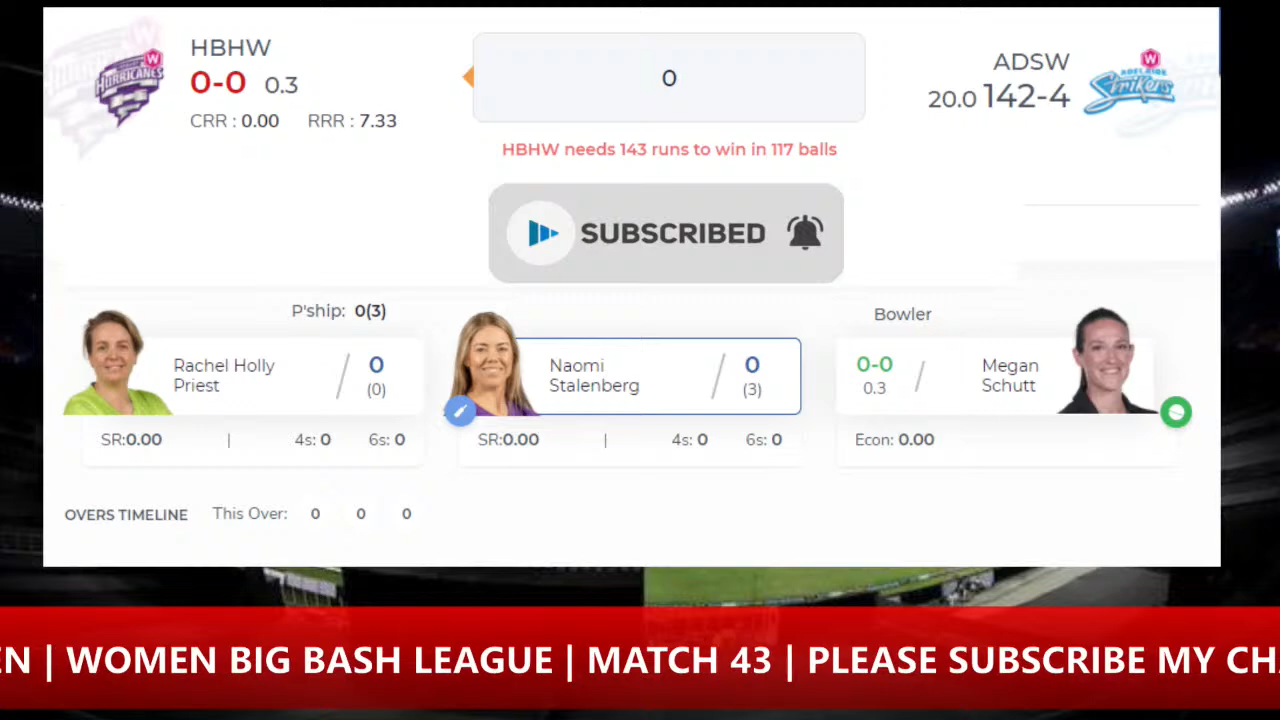 HBHW
0-0 0.3
CRR : 0.00 RRR : 7.33
W
HURRICANES
0
HBHW needs 143 runs to win in 117 balls
ADSW
20.0 142-4
W
ADELAIDE
Strikers
SUBSCRIBED
P'ship: 0(3)
Rachel Holly
Priest
0
(0)
SR:0.00 | 4s: 0 6s: 0
Naomi
Stalenberg
0
(3)
SR:0.00 | 4s: 0 6s: 0
Bowler
0-0
0.3
Megan
Schutt
Econ: 0.00
OVERS TIMELINE This Over: 0 0 0
EN | WOMEN BIG BASH LEAGUE | MATCH 43 | PLEASE SUBSCRIBE MY CHA